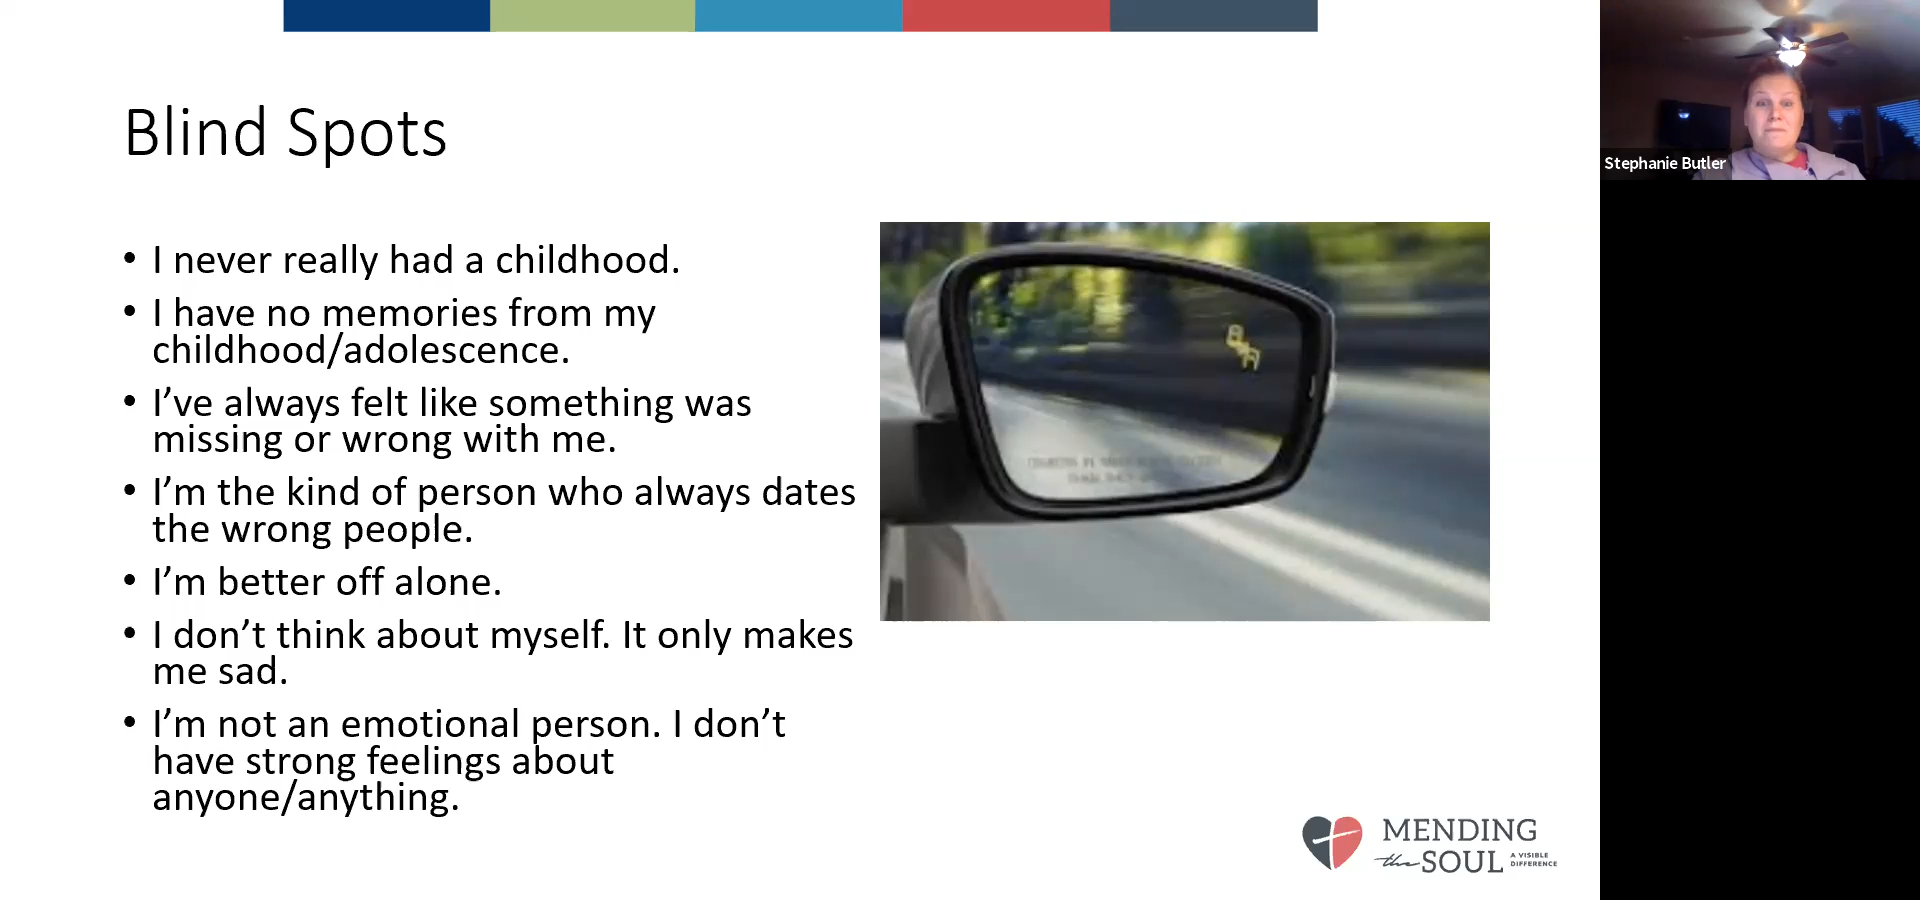 Blind Spots
Stephanie Butler
• I never really had a childhood.
• I have no memories from my
childhood/adolescence.
• I’ve always felt like something was
missing or wrong with me.
• I’m the kind of person who always dates
the wrong people.
• I’m better off alone.
• I don’t think about myself. It only makes
me sad.
• I’m not an emotional person. I don’t
have strong feelings about
anyone/anything.
MENDING
the SOUL
A VISIBLE
DIFFERENCE